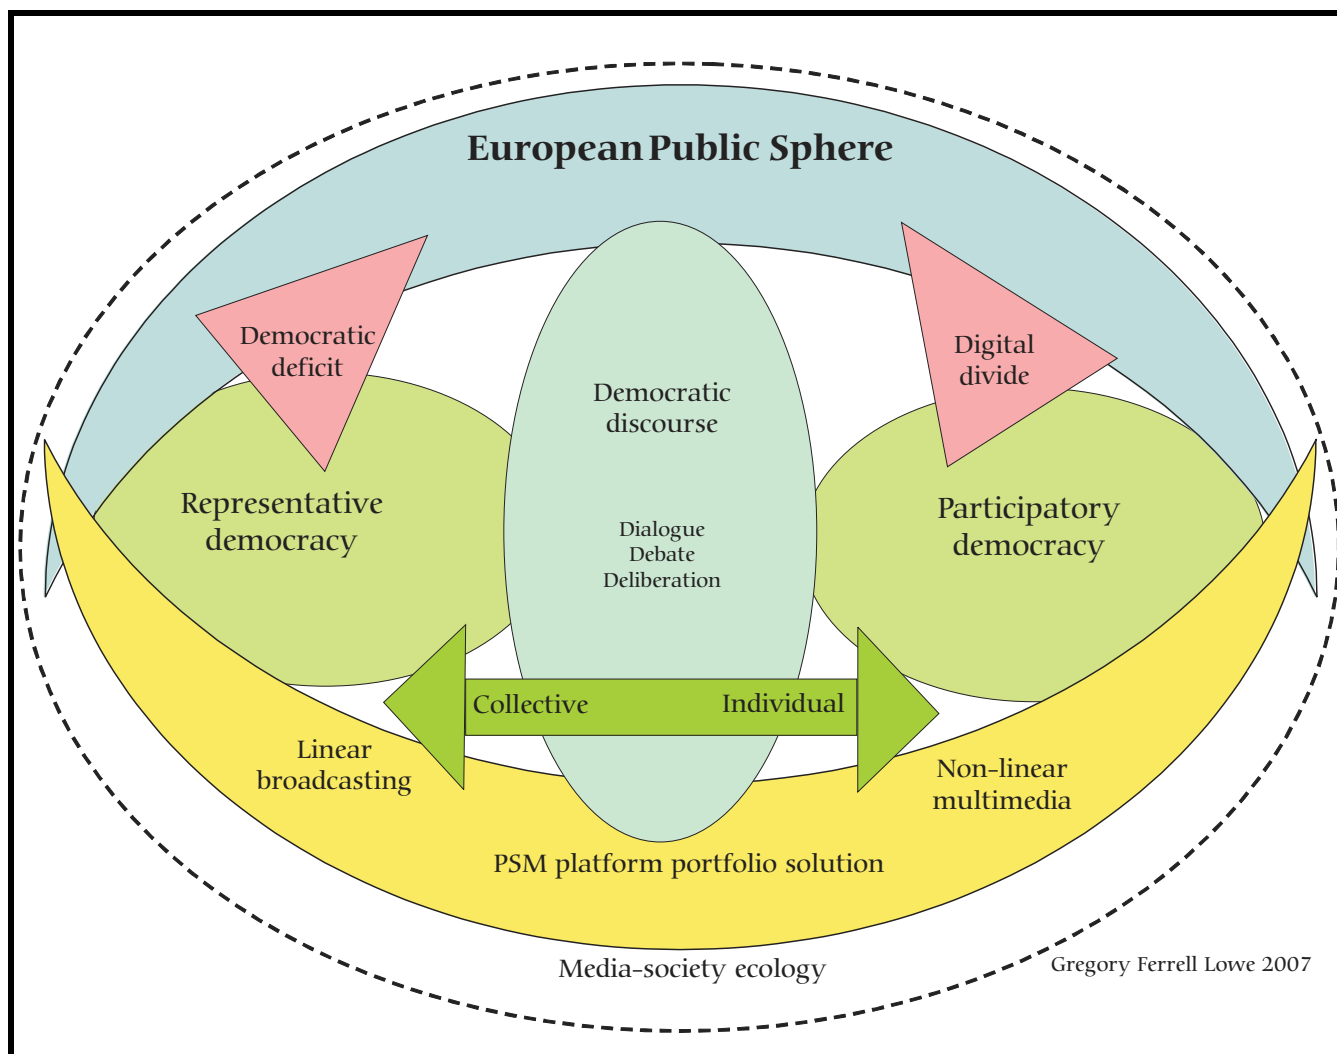 European Public Sphere
Democratic
deficit
Digital
divide
Democratic
discourse
Representative
democracy
Dialogue
Debate
Deliberation
Participatory
democracy
Collective
Individual
Linear
broadcasting
Non-linear
multimedia
PSM platform portfolio solution
Media-society ecology
Gregory Ferrell Lowe 2007